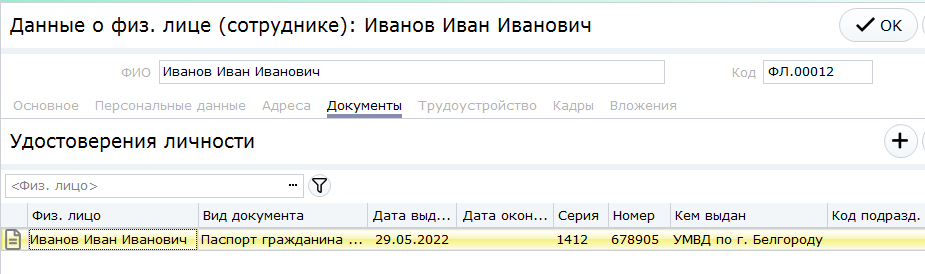 Данные о физ. лице (сотруднике): Иванов Иван Иванович OK
ФИО Иванов Иван Иванович Код ФЛ.00012
Основное Персональные данные Адреса Документы Трудоустройство Кадры Вложения
Удостоверения личности
<Физ. лицо> ...
Физ. лицо Вид документа Дата выд... Дата окон... Серия Номер Кем выдан Код подразд.
Иванов Иван Иванович Паспорт гражданина ... 29.05.2022 1412 678905 УМВД по г. Белгороду